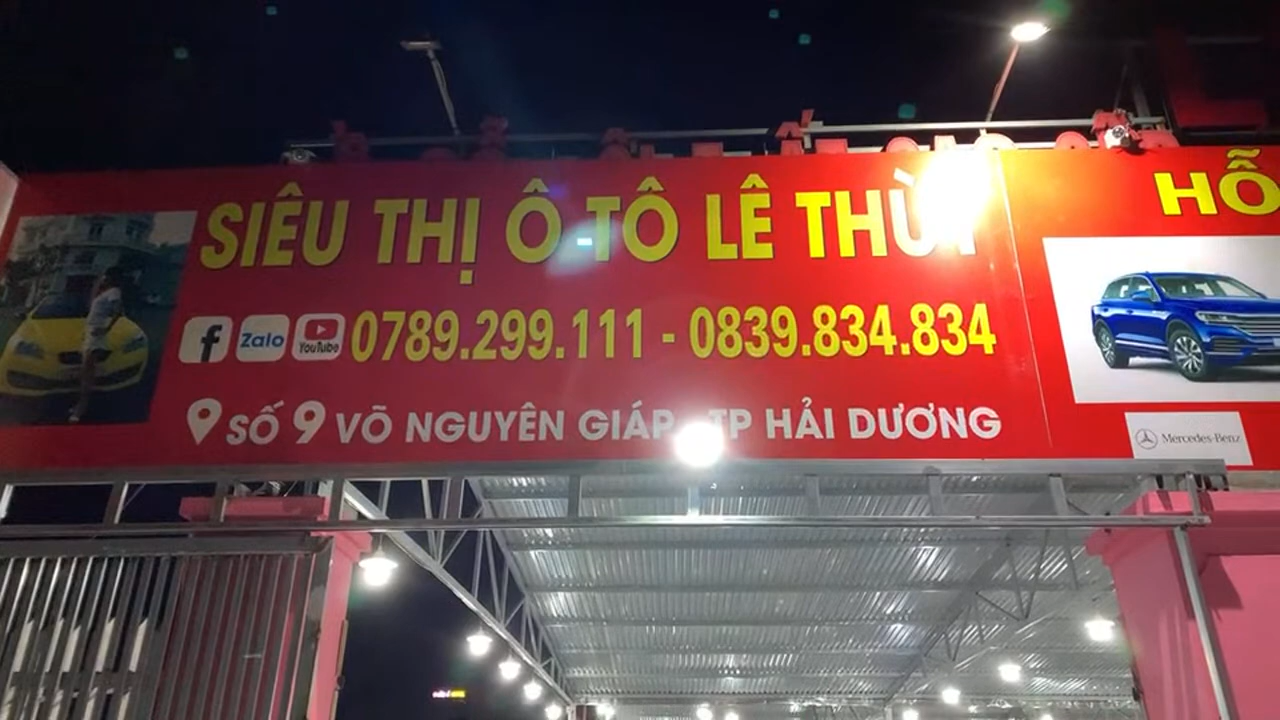 SIÊU THỊ Ô TÔ LÊ
Zalo YouTube 0789.299.111 - 0839.834.834
SỐ 9 VÕ NGUYÊN GIÁP TP HẢI DƯƠNG
HỖ
Mercedes-Benz